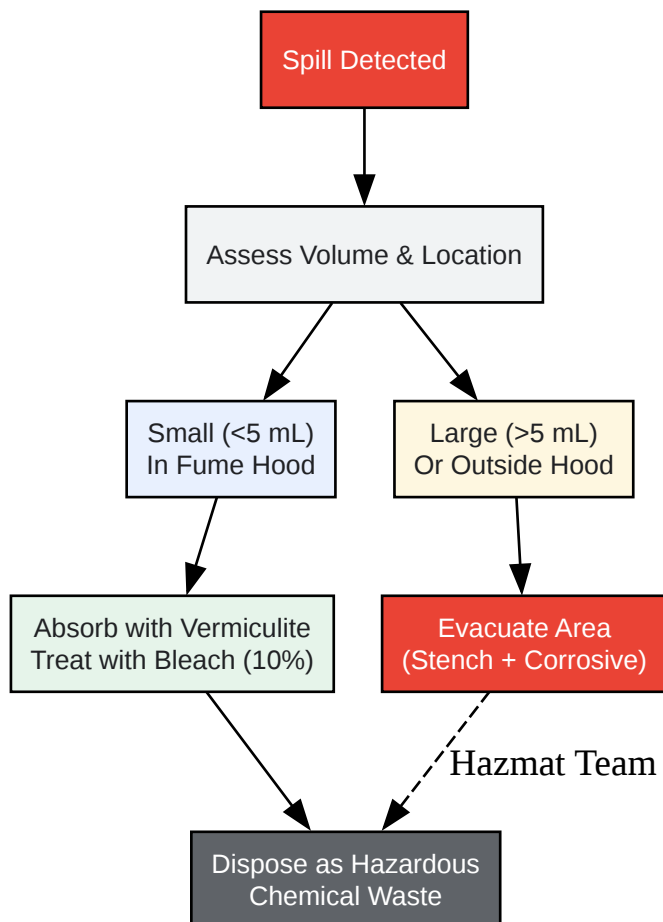 Spill Detected
Assess Volume & Location
Small (<5 mL)
In Fume Hood
Large (>5 mL)
Or Outside Hood
Absorb with Vermiculite
Treat with Bleach (10%)
Evacuate Area
(Stench + Corrosive)
Hazmat Team
Dispose as Hazardous
Chemical Waste